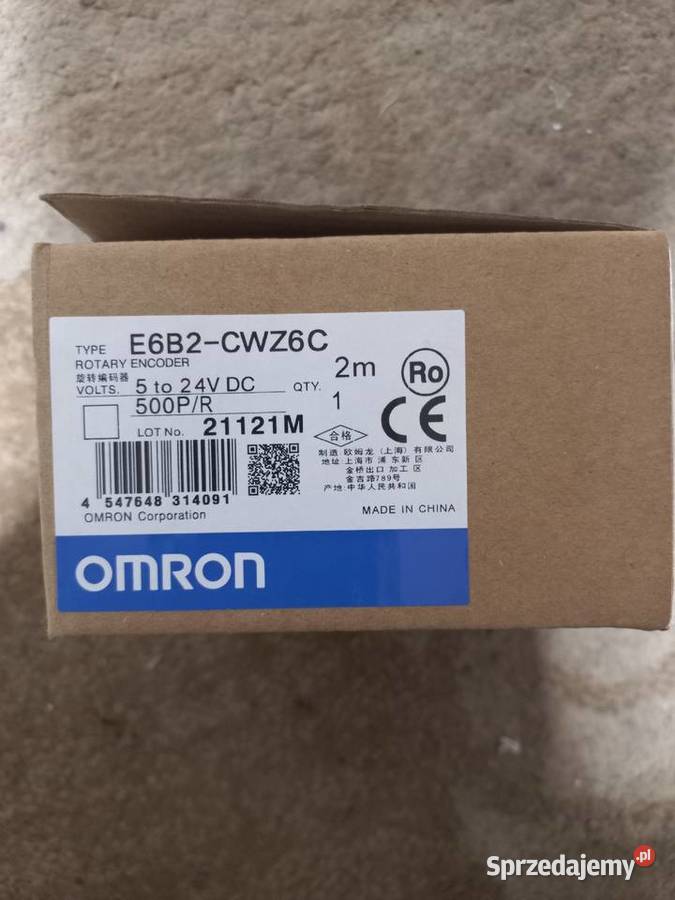 TYPE E6B2-CWZ6C
ROTARY ENCODER
旋转编码器
VOLTS. 5 to 24V DC
500P/R
2m
QTY. 1
Ro
CE
LOT No. 21121M
合格
制造:欧姆龙(上海)有限公司
地址:上海市浦东新区
金桥出口加工区
金吉路789号
产地:中华人民共和国
4 547648 314091
OMRON Corporation
MADE IN CHINA
OMRON
Sprzedajemy.pl